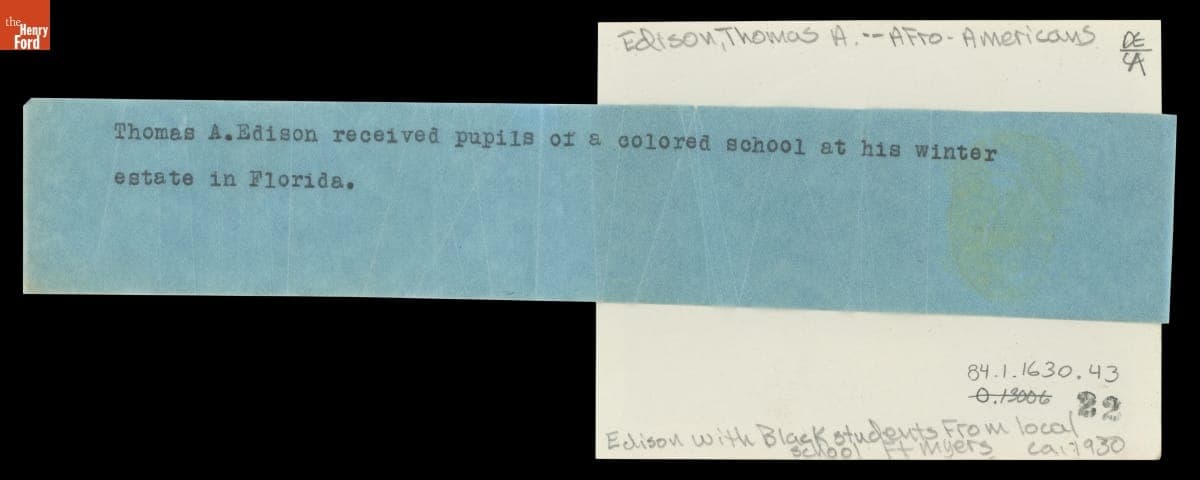 the
Henry
Ford
Edison, Thomas A. -- Afro-Americans
DE
CA
Thomas A.Edison received pupils of a colored school at his winter
estate in Florida.
84.1.1630.43
0.13006
22
Edison with Black students From local
school Ft Myers ca. 1930